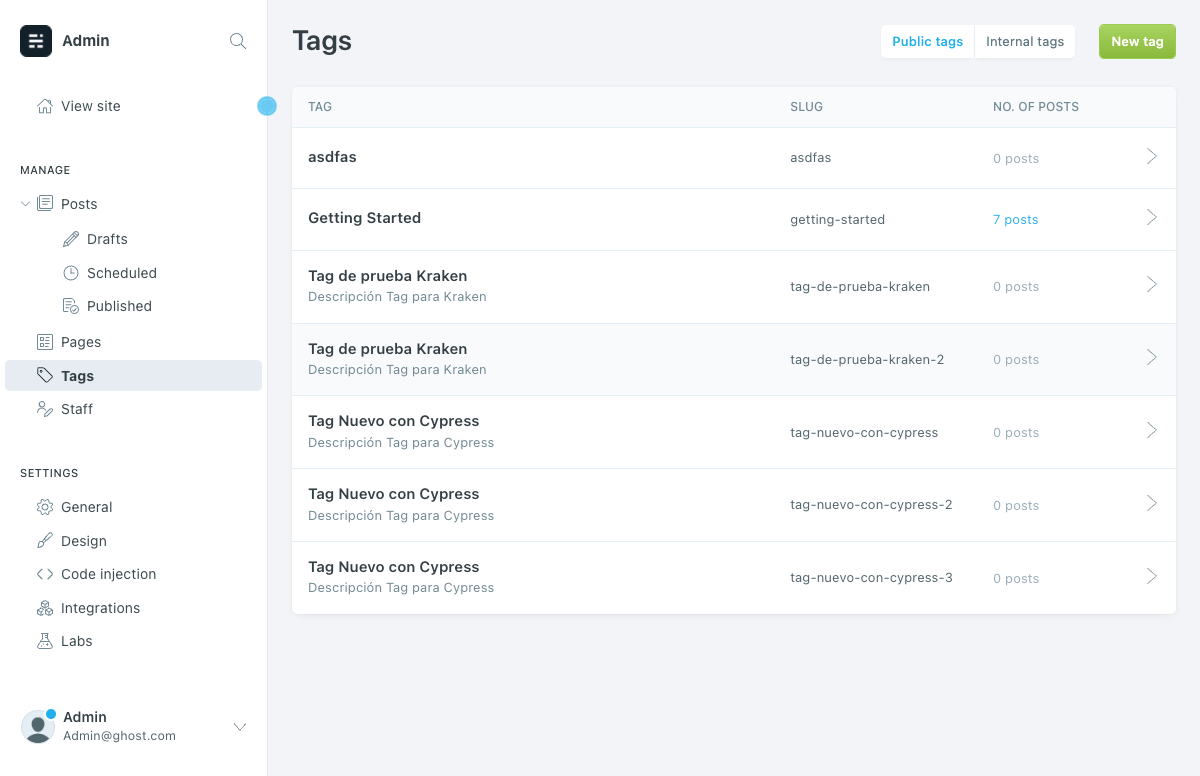 Admin
View site
MANAGE
Posts
Drafts
Scheduled
Published
Pages
Tags
Staff
SETTINGS
General
Design
Code injection
Integrations
Labs
Admin
Admin@ghost.com
Tags
Public tags Internal tags New tag
TAG SLUG NO. OF POSTS
asdfas asdfas 0 posts
Getting Started getting-started 7 posts
Tag de prueba Kraken tag-de-prueba-kraken 0 posts
Descripción Tag para Kraken
Tag de prueba Kraken tag-de-prueba-kraken-2 0 posts
Descripción Tag para Kraken
Tag Nuevo con Cypress tag-nuevo-con-cypress 0 posts
Descripción Tag para Cypress
Tag Nuevo con Cypress tag-nuevo-con-cypress-2 0 posts
Descripción Tag para Cypress
Tag Nuevo con Cypress tag-nuevo-con-cypress-3 0 posts
Descripción Tag para Cypress